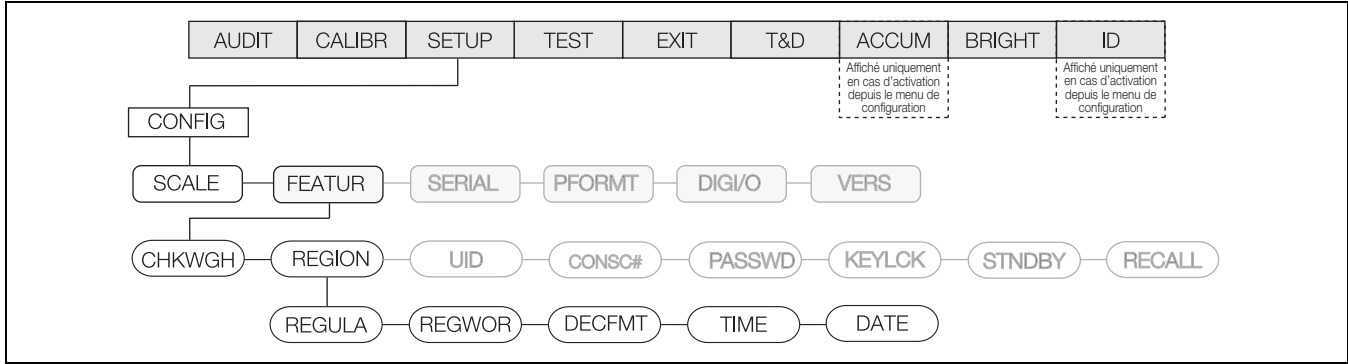 AUDIT CALIBR SETUP TEST EXIT T&D ACCUM BRIGHT ID
Affiché uniquement
en cas d'activation
depuis le menu de
configuration
Affiché uniquement
en cas d'activation
depuis le menu de
configuration
CONFIG
SCALE FEATUR SERIAL PFORMT DIGI/O VERS
CHKWGH REGION UID CONSC# PASSWD KEYLCK STNDBY RECALL
REGULA REGWOR DECFMT TIME DATE